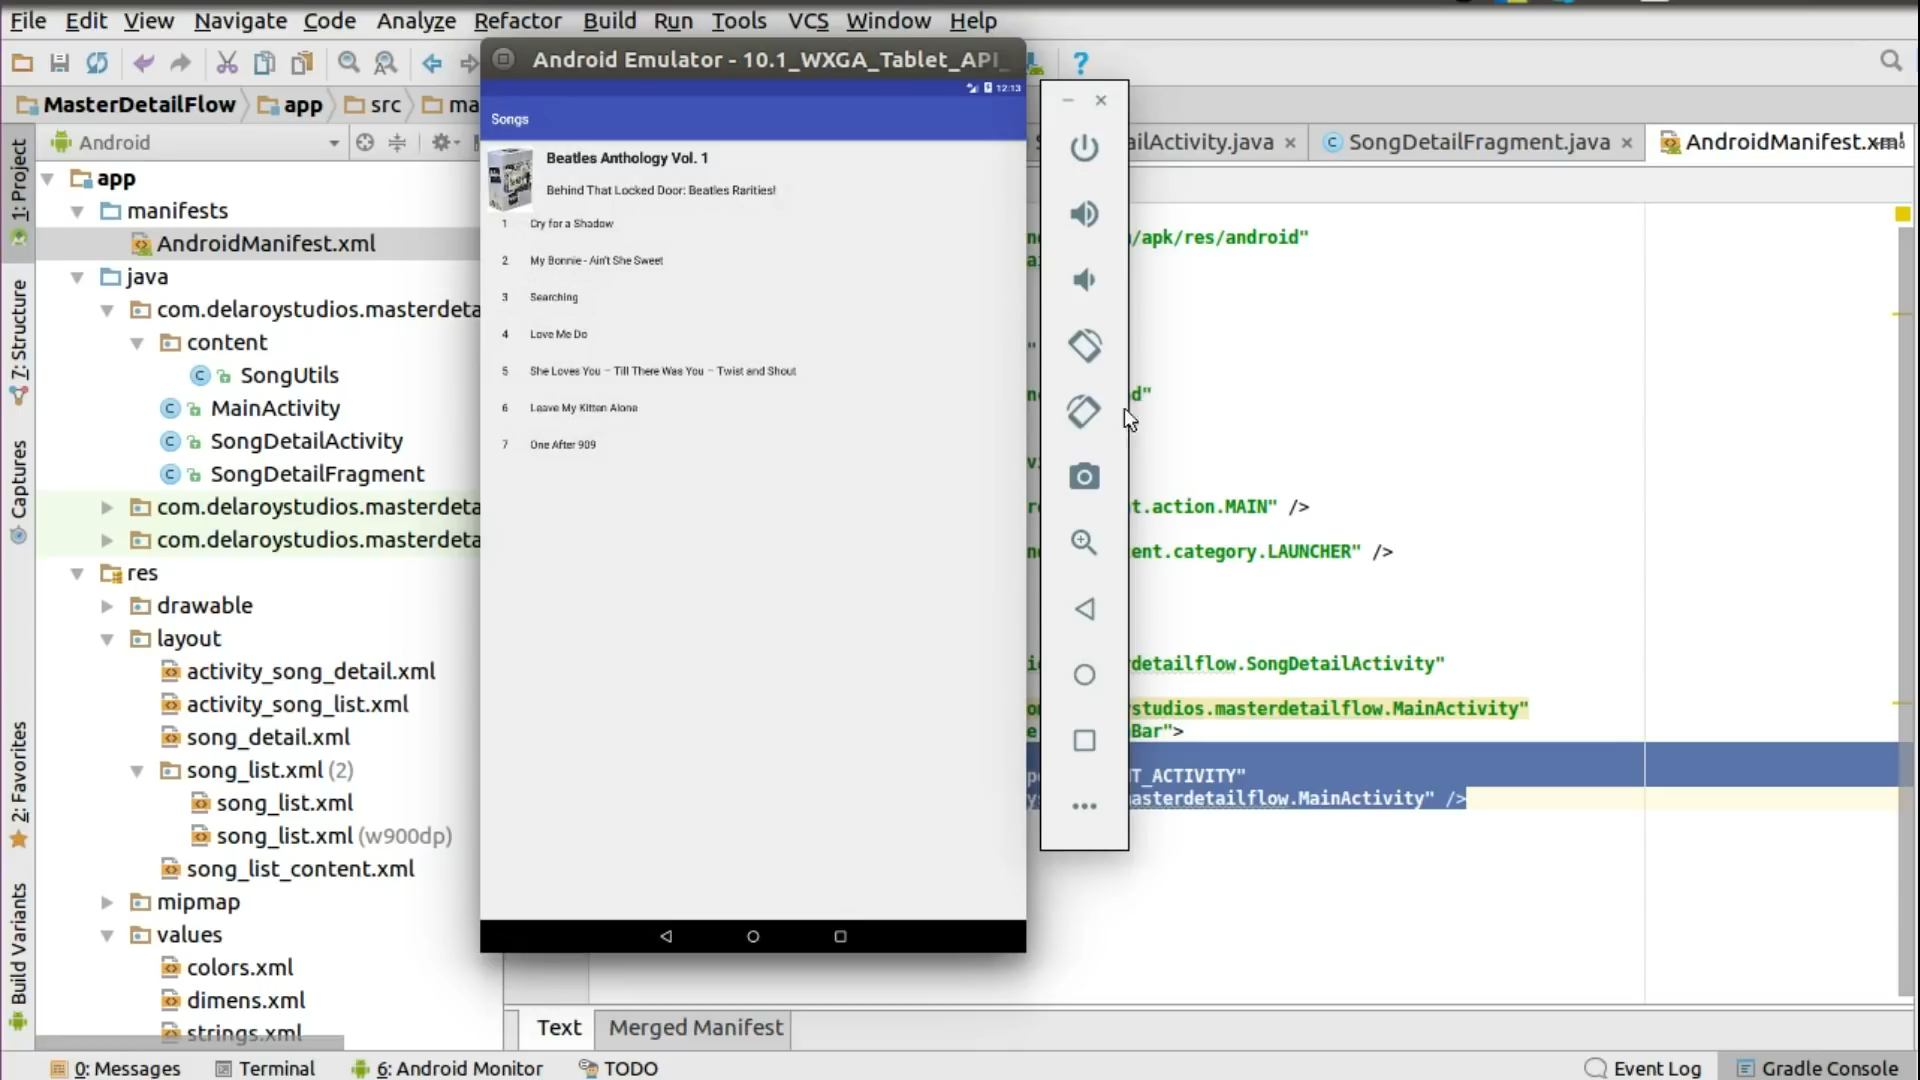 File Edit View Navigate Code Analyze Refactor Build Run Tools VCS Window Help
Android Emulator - 10.1_WXGA_Tablet_API_
12:13
MasterDetailFlow app src ma
Songs
Android
ailActivity.java SongDetailFragment.java AndroidManifest.xml
1: Project
7: Structure
Captures
2: Favorites
Build Variants
app
manifests
AndroidManifest.xml
java
com.delaroystudios.masterdeta
content
SongUtils
MainActivity
SongDetailActivity
SongDetailFragment
com.delaroystudios.masterdeta
com.delaroystudios.masterdeta
res
drawable
layout
activity_song_detail.xml
activity_song_list.xml
song_detail.xml
song_list.xml (2)
song_list.xml
song_list.xml (w900dp)
song_list_content.xml
mipmap
values
colors.xml
dimens.xml
strings.xml
Beatles Anthology Vol. 1
Behind That Locked Door: Beatles Rarities!
1 Cry for a Shadow
2 My Bonnie - Ain't She Sweet
3 Searching
4 Love Me Do
5 She Loves You – Till There Was You – Twist and Shout
6 Leave My Kitten Alone
7 One After 909
/apk/res/android"
d"
t.action.MAIN" />
ent.category.LAUNCHER" />
detailflow.SongDetailActivity"
studios.masterdetailflow.MainActivity"
Bar">
T_ACTIVITY"
masterdetailflow.MainActivity" />
Text Merged Manifest
0: Messages Terminal 6: Android Monitor TODO Event Log Gradle Console